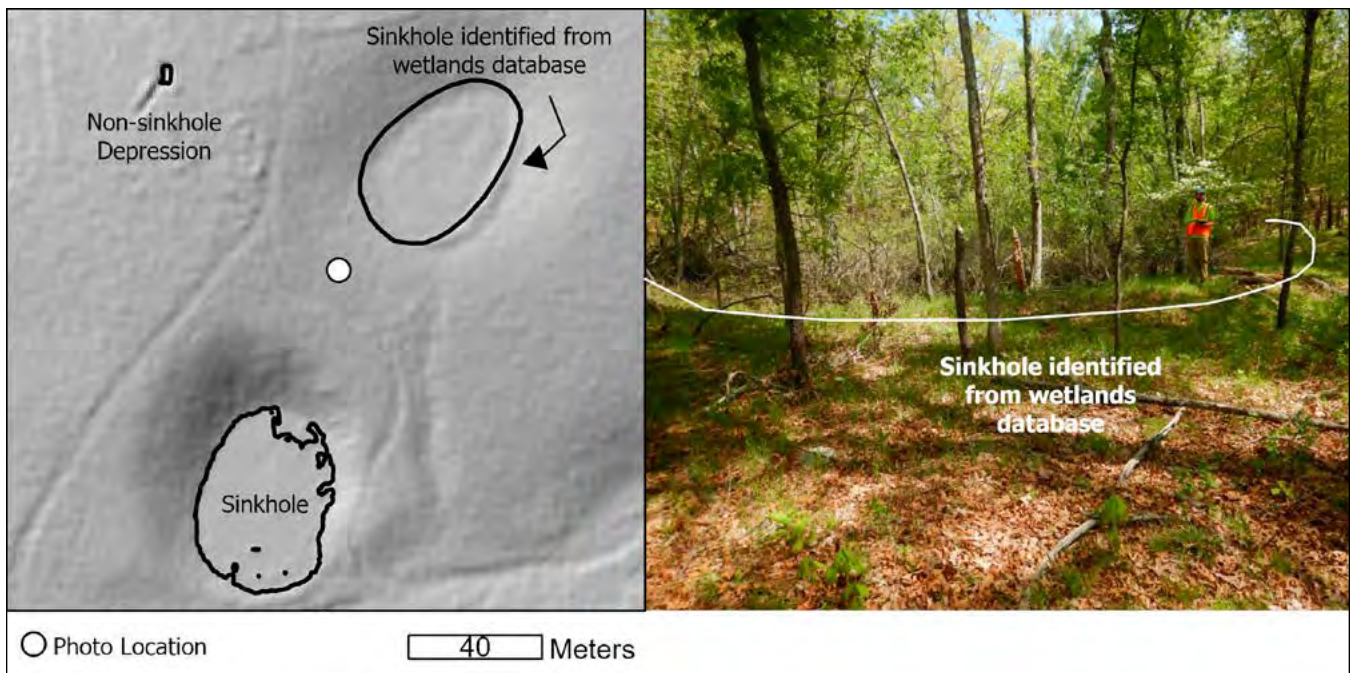 Sinkhole identified from
wetlands database
Non-sinkhole
Depression
Sinkhole
Sinkhole identified
from wetlands
database
Photo Location
40 Meters